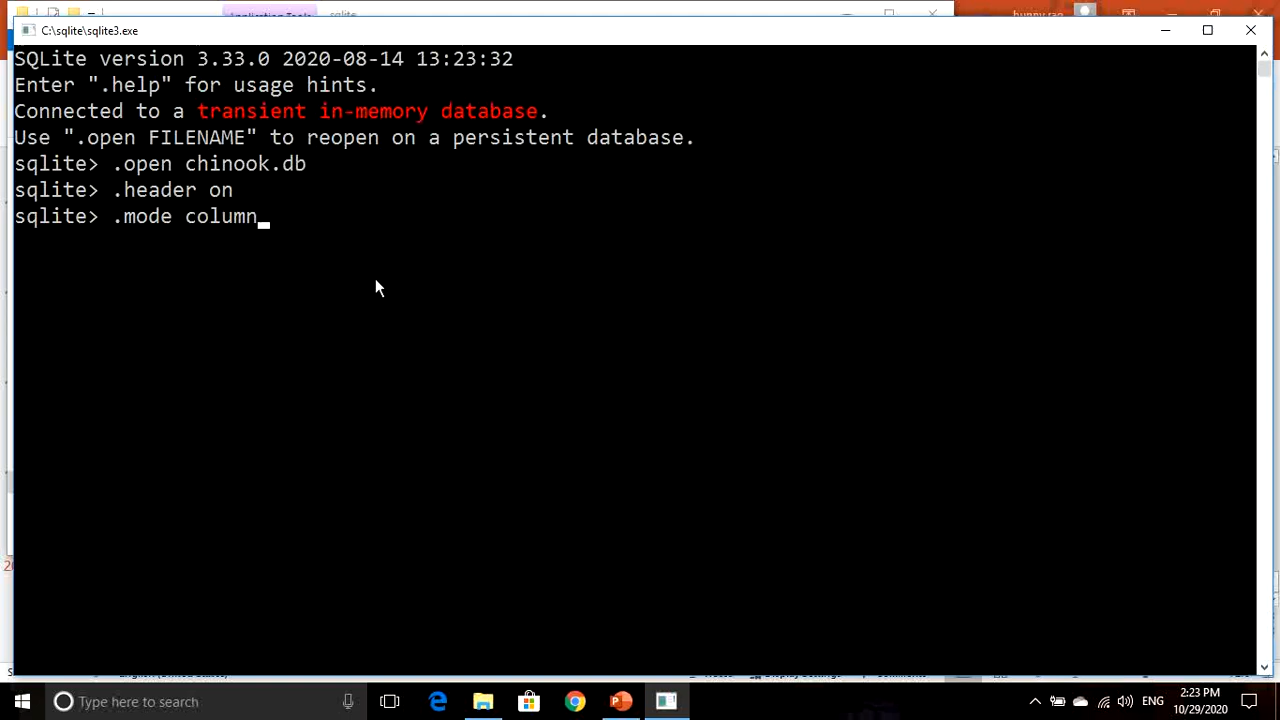 C:\sqlite\sqlite3.exe
SQLite version 3.33.0 2020-08-14 13:23:32
Enter ".help" for usage hints.
Connected to a transient in-memory database.
Use ".open FILENAME" to reopen on a persistent database.
sqlite> .open chinook.db
sqlite> .header on
sqlite> .mode column
Type here to search
ENG
2:23 PM
10/29/2020